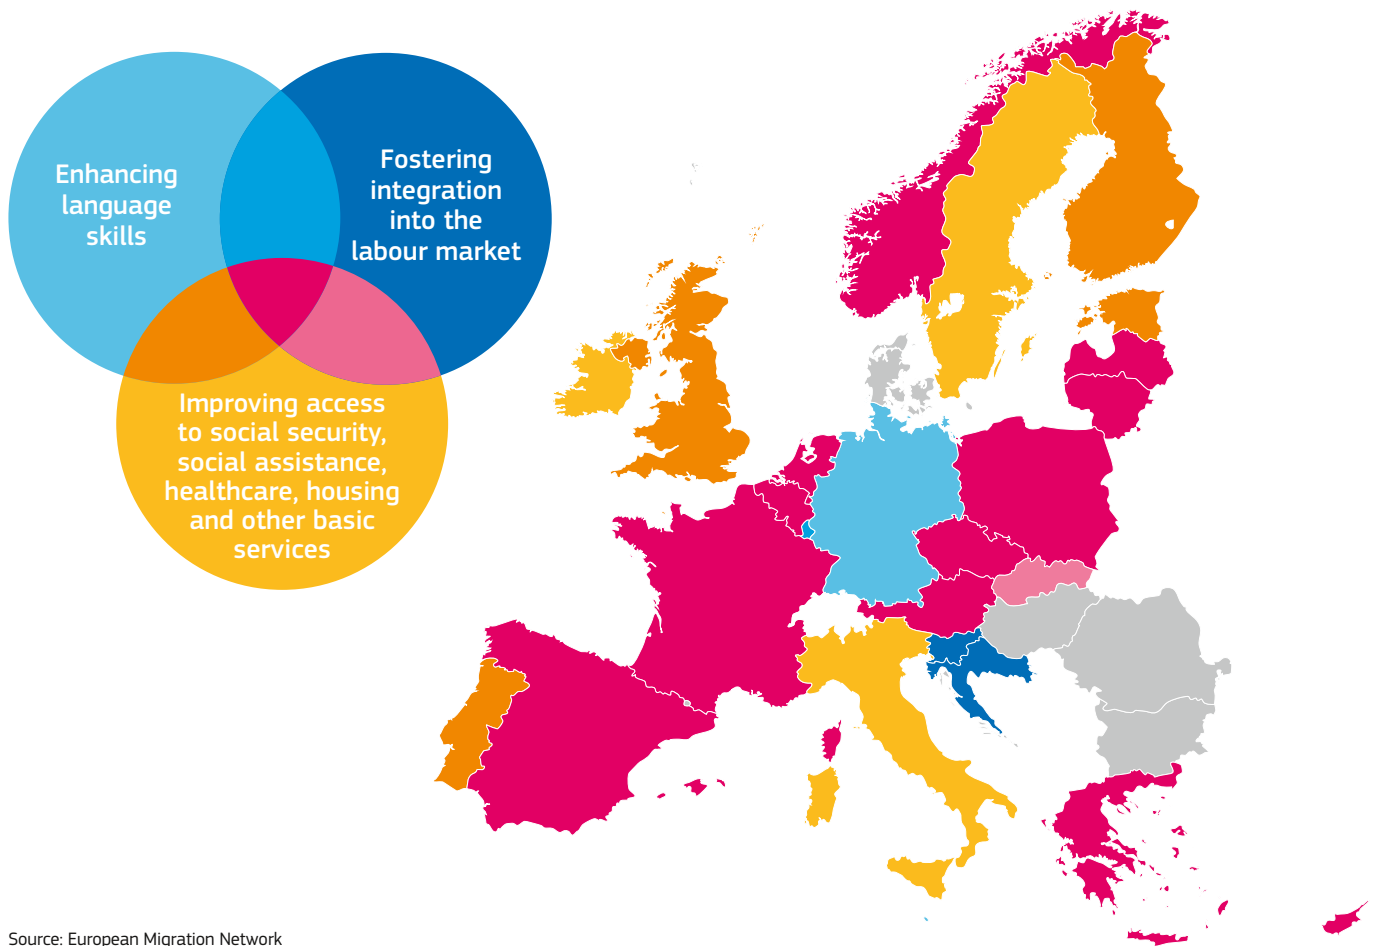 Enhancing
language
skills
Fostering
integration
into the
labour market
Improving access
to social security,
social assistance,
healthcare, housing
and other basic
services
Source: European Migration Network